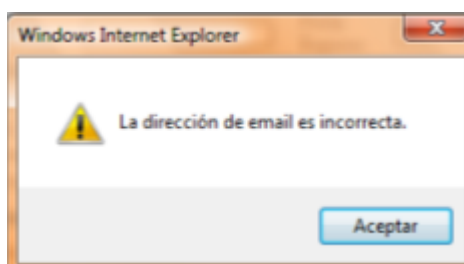 Windows Internet Explorer
La dirección de email es incorrecta.
Aceptar